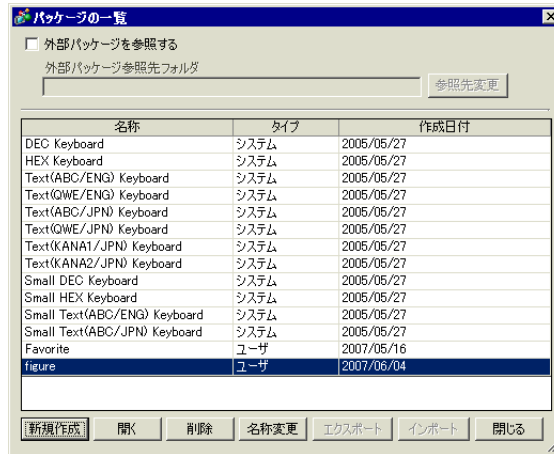 パッケージの一覧
外部パッケージを参照する
外部パッケージ参照先フォルダ
参照先変更
名称 タイプ 作成日付
DEC Keyboard システム 2005/05/27
HEX Keyboard システム 2005/05/27
Text(ABC/ENG) Keyboard システム 2005/05/27
Text(QWE/ENG) Keyboard システム 2005/05/27
Text(ABC/JPN) Keyboard システム 2005/05/27
Text(QWE/JPN) Keyboard システム 2005/05/27
Text(KANA1/JPN) Keyboard システム 2005/05/27
Text(KANA2/JPN) Keyboard システム 2005/05/27
Small DEC Keyboard システム 2005/05/27
Small HEX Keyboard システム 2005/05/27
Small Text(ABC/ENG) Keyboard システム 2005/05/27
Small Text(ABC/JPN) Keyboard システム 2005/05/27
Favorite ユーザ 2007/05/16
figure ユーザ 2007/06/04
新規作成 開く 削除 名称変更 エクスポート インポート 閉じる